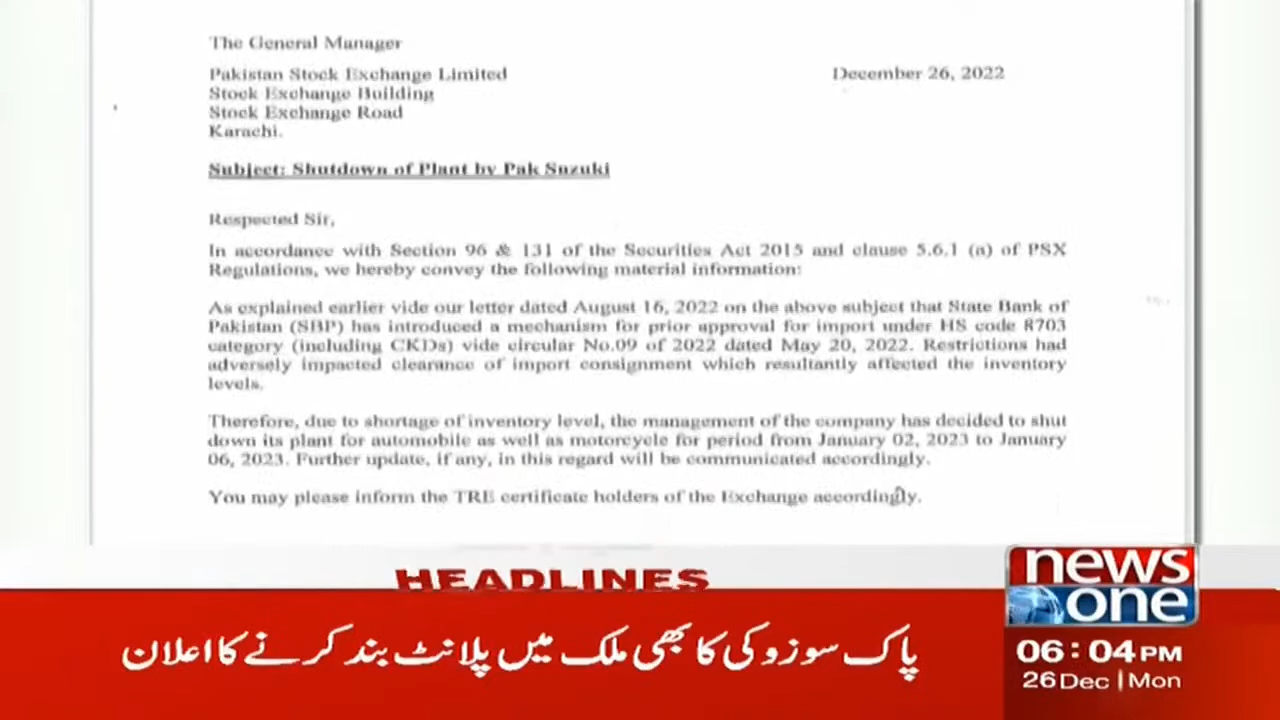 The General Manager
Pakistan Stock Exchange Limited
December 26, 2022
Stock Exchange Building
Stock Exchange Road
Karachi.
Subject: Shutdown of Plant by Pak Suzuki
Respected Sir,
In accordance with Section 96 & 131 of the Securities Act 2015 and clause 5.6.1 (a) of PSX
Regulations, we hereby convey the following material information:
As explained earlier vide our letter dated August 16, 2022 on the above subject that State Bank of
Pakistan (SBP) has introduced a mechanism for prior approval for import under HS code 8703
category (including CKDs) vide circular No.09 of 2022 dated May 20, 2022. Restrictions had
adversely impacted clearance of import consignment which resultantly affected the inventory
levels.
Therefore, due to shortage of inventory level, the management of the company has decided to shut
down its plant for automobile as well as motorcycle for period from January 02, 2023 to January
06, 2023. Further update, if any, in this regard will be communicated accordingly.
You may please inform the TRE certificate holders of the Exchange accordingly.
HEADLINES
news
one
پاک سوزوکی کا بھی ملک میں پلانٹ بند کرنے کا اعلان
06:04PM
26Dec|Mon